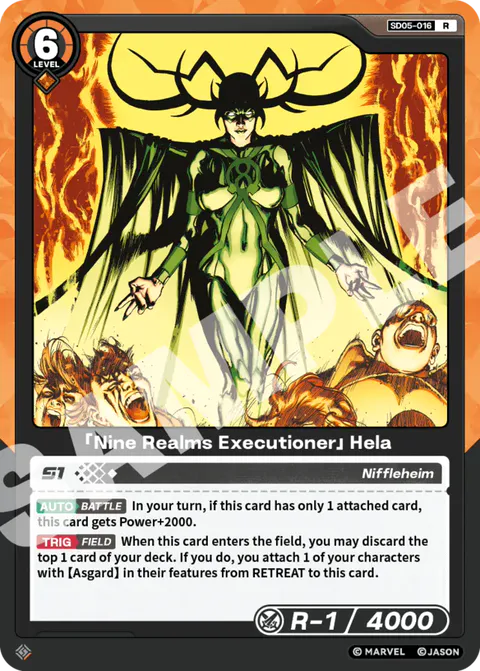 SD05-016 R
6
LEVEL
SAMPLE
「Nine Realms Executioner」 Hela
S1
Niffleheim
AUTO BATTLE In your turn, if this card has only 1 attached card,
this card gets Power+2000.
TRIG FIELD When this card enters the field, you may discard the
top 1 card of your deck. If you do, you attach 1 of your characters
with【Asgard】in their features from RETREAT to this card.
R-1 / 4000
© MARVEL ©JASON